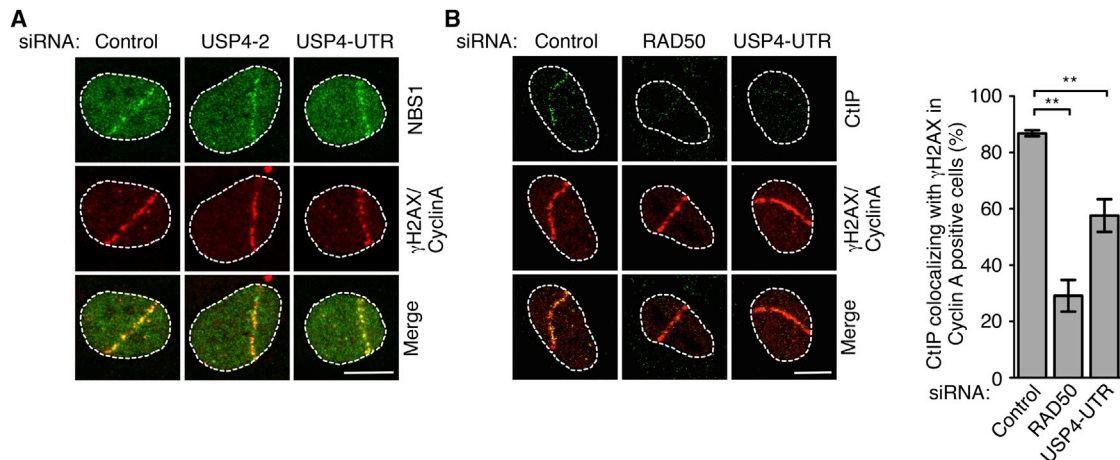 A
siRNA: Control USP4-2 USP4-UTR
NBS1
γH2AX/
CyclinA
Merge
B
siRNA: Control RAD50 USP4-UTR
CtIP
γH2AX/
CyclinA
Merge
CtIP colocalizing with γH2AX in
Cyclin A positive cells (%)
100
80
60
40
20
0
**
**
siRNA:
Control
RAD50
USP4-UTR